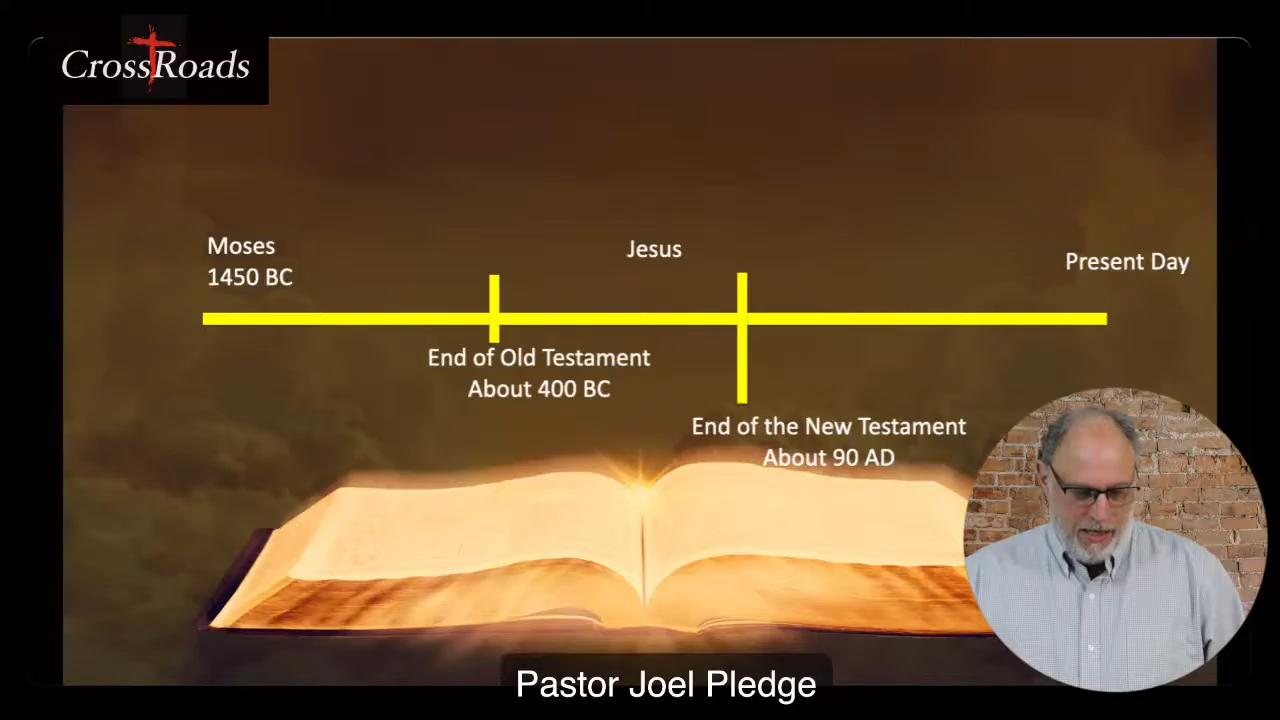 CrossRoads
Moses
1450 BC
Jesus
Present Day
End of Old Testament
About 400 BC
End of the New Testament
About 90 AD
Pastor Joel Pledge